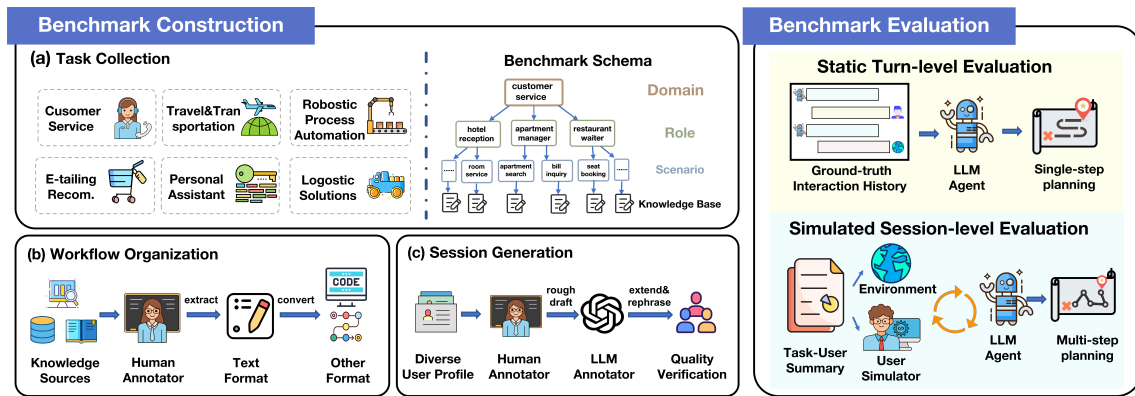 Benchmark Construction
(a) Task Collection
Cusomer
Service
Travel&Tran
sportation
Robostic
Process
Automation
E-tailing
Recom.
Personal
Assistant
Logostic
Solutions
Benchmark Schema
customer
service
Domain
hotel
reception
apartment
manager
restaurant
waiter
Role
.....
room
service
apartment
search
bill
inquiry
seat
booking
.....
Scenario
Knowledge Base
(b) Workflow Organization
extract
convert
CODE
Knowledge
Sources
Human
Annotator
Text
Format
Other
Format
(c) Session Generation
rough
draft
extend&
rephrase
Diverse
User Profile
Human
Annotator
LLM
Annotator
Quality
Verification
Benchmark Evaluation
Static Turn-level Evaluation
Ground-truth
Interaction History
LLM
Agent
Single-step
planning
Simulated Session-level Evaluation
Environment
Task-User
Summary
User
Simulator
LLM
Agent
Multi-step
planning